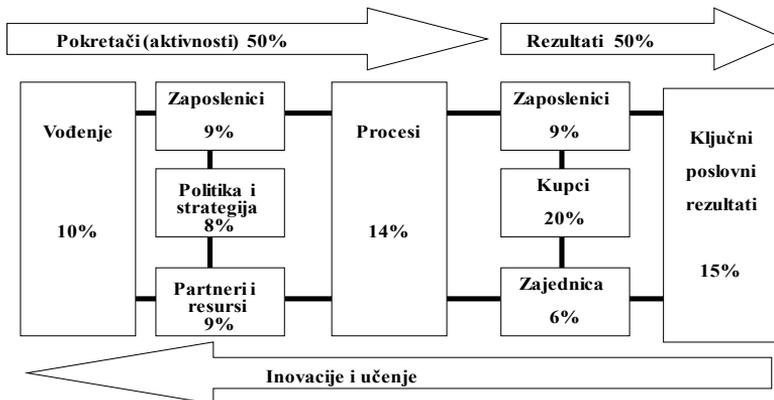 Pokretači (aktivnosti) 50%
Rezultati 50%
Vođenje
10%
Zaposlenici
9%
Politika i
strategija
8%
Partneri i
resursi
9%
Procesi
14%
Zaposlenici
9%
Kupci
20%
Zajednica
6%
Ključni
poslovni
rezultati
15%
Inovacije i učenje